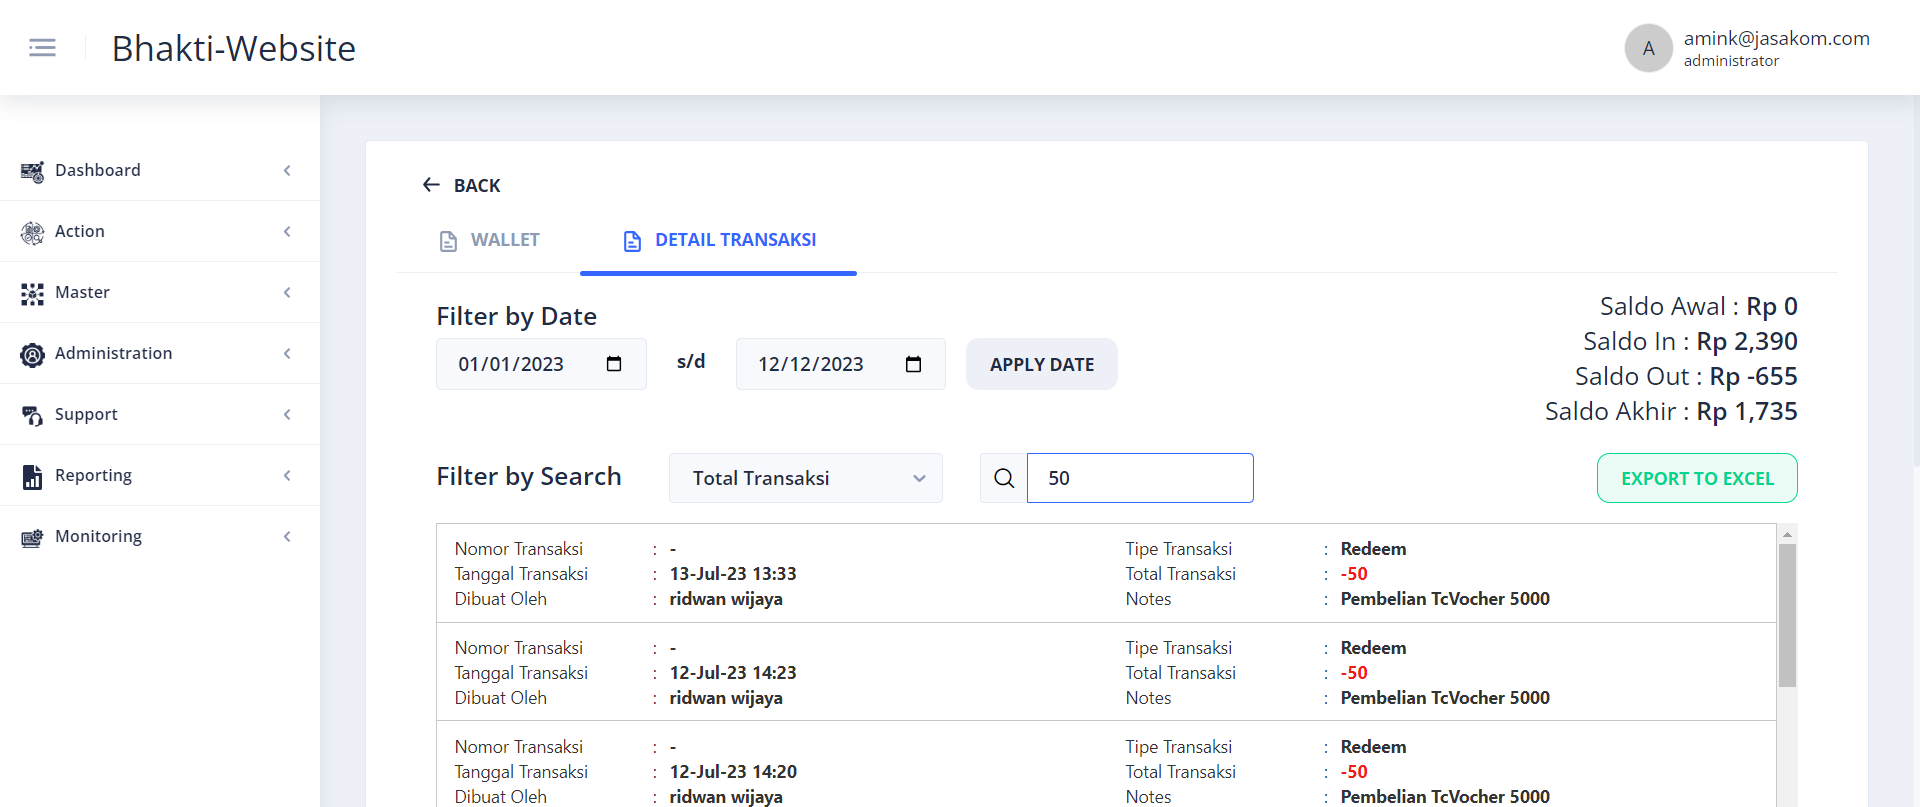 Bhakti-Website
A
amink@jasakom.com
administrator
Dashboard
Action
Master
Administration
Support
Reporting
Monitoring
BACK
WALLET
DETAIL TRANSAKSI
Filter by Date
01/01/2023
s/d
12/12/2023
APPLY DATE
Saldo Awal : Rp 0
Saldo In : Rp 2,390
Saldo Out : Rp -655
Saldo Akhir : Rp 1,735
Filter by Search
Total Transaksi
50
EXPORT TO EXCEL
Nomor Transaksi : -
Tanggal Transaksi : 13-Jul-23 13:33
Dibuat Oleh : ridwan wijaya
Tipe Transaksi : Redeem
Total Transaksi : -50
Notes : Pembelian TcVocher 5000
Nomor Transaksi : -
Tanggal Transaksi : 12-Jul-23 14:23
Dibuat Oleh : ridwan wijaya
Tipe Transaksi : Redeem
Total Transaksi : -50
Notes : Pembelian TcVocher 5000
Nomor Transaksi : -
Tanggal Transaksi : 12-Jul-23 14:20
Dibuat Oleh : ridwan wijaya
Tipe Transaksi : Redeem
Total Transaksi : -50
Notes : Pembelian TcVocher 5000